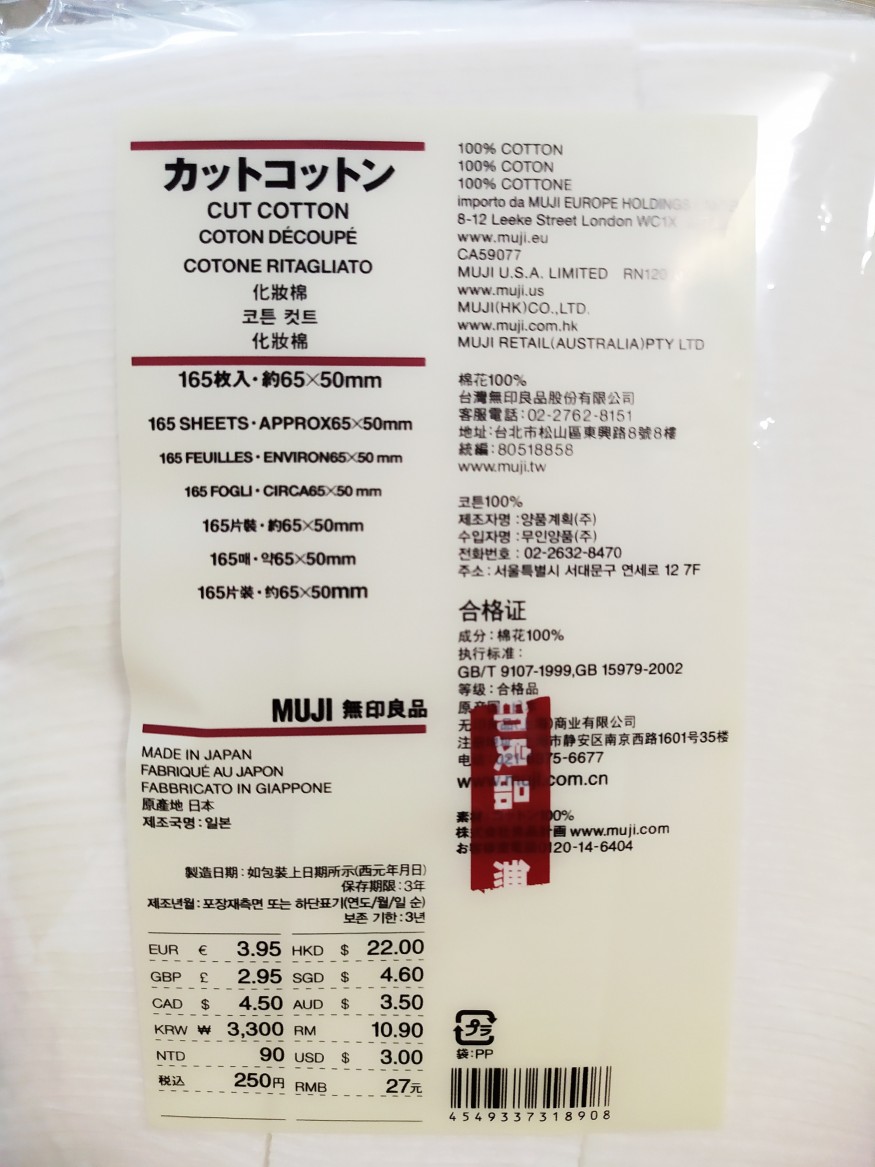 カットコットン
CUT COTTON
COTON DÉCOUPÉ
COTONE RITAGLIATO
化妝棉
코튼 컷트
化妝棉
165枚入・約65×50mm
165 SHEETS・APPROX65×50mm
165 FEUILLES・ENVIRON65×50 mm
165 FOGLI・CIRCA65×50 mm
165片裝・約65×50mm
165매・약65×50mm
165片装・约65×50mm
MUJI 無印良品
MADE IN JAPAN
FABRIQUÉ AU JAPON
FABBRICATO IN GIAPPONE
原產地 日本
제조국명:일본
製造日期:如包裝上日期所示(西元年月日)
保存期限:3年
제조년월:포장재측면 또는 하단표기(연도/월/일 순)
보존 기한:3년
EUR € 3.95 HKD $ 22.00
GBP £ 2.95 SGD $ 4.60
CAD $ 4.50 AUD $ 3.50
KRW ₩ 3,300 RM 10.90
NTD 90 USD $ 3.00
税込 250円 RMB 27元
100% COTTON
100% COTON
100% COTTONE
importo da MUJI EUROPE HOLDINGS
8-12 Leeke Street London WC1X
www.muji.eu
CA59077
MUJI U.S.A. LIMITED RN120
www.muji.us
MUJI(HK)CO.,LTD.
www.muji.com.hk
MUJI RETAIL(AUSTRALIA)PTY LTD
棉花100%
台灣無印良品股份有限公司
客服電話:02-2762-8151
地址:台北市松山區東興路8號8樓
統編:80518858
www.muji.tw
코튼100%
제조자명:양품계획(주)
수입자명:무인양품(주)
전화번호:02-2632-8470
주소:서울특별시 서대문구 연세로 12 7F
合格证
成分:棉花100%
执行标准:
GB/T 9107-1999,GB 15979-2002
等级:合格品
原产
无 商业有限公司
注 市静安区南京西路1601号35楼
电 75-6677
w .com.cn
素 00%
株 計画 www.muji.com
お 120-14-6404
印良品 無
プラ
袋:PP
4549337318908